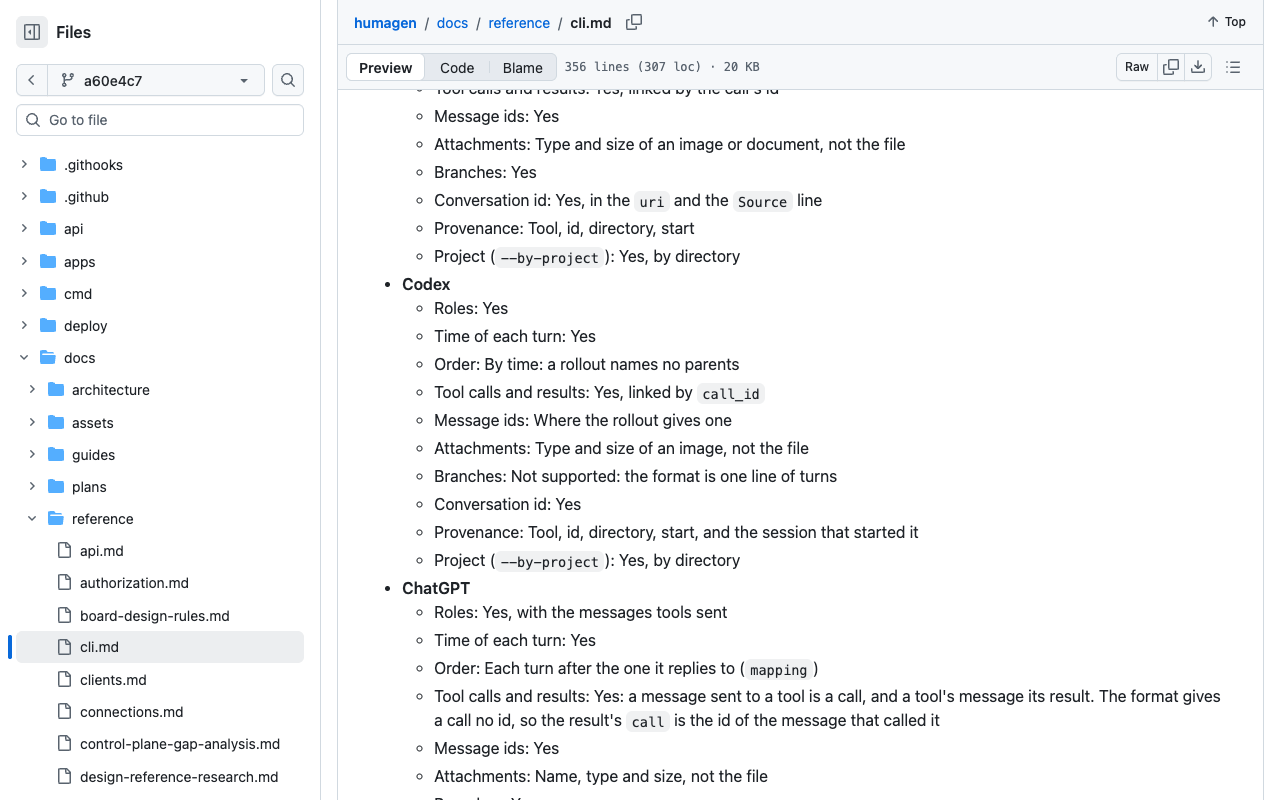 Files
a60e4c7
Go to file
.githooks
.github
api
apps
cmd
deploy
docs
architecture
assets
guides
plans
reference
api.md
authorization.md
board-design-rules.md
cli.md
clients.md
connections.md
control-plane-gap-analysis.md
design-reference-research.md
humagen / docs / reference / cli.md
Top
Preview Code Blame 356 lines (307 loc) · 20 KB
Raw
Tool calls and results: Yes, linked by the call's id
Message ids: Yes
Attachments: Type and size of an image or document, not the file
Branches: Yes
Conversation id: Yes, in the uri and the Source line
Provenance: Tool, id, directory, start
Project (--by-project): Yes, by directory
Codex
Roles: Yes
Time of each turn: Yes
Order: By time: a rollout names no parents
Tool calls and results: Yes, linked by call_id
Message ids: Where the rollout gives one
Attachments: Type and size of an image, not the file
Branches: Not supported: the format is one line of turns
Conversation id: Yes
Provenance: Tool, id, directory, start, and the session that started it
Project (--by-project): Yes, by directory
ChatGPT
Roles: Yes, with the messages tools sent
Time of each turn: Yes
Order: Each turn after the one it replies to (mapping)
Tool calls and results: Yes: a message sent to a tool is a call, and a tool's message its result. The format gives
a call no id, so the result's call is the id of the message that called it
Message ids: Yes
Attachments: Name, type and size, not the file